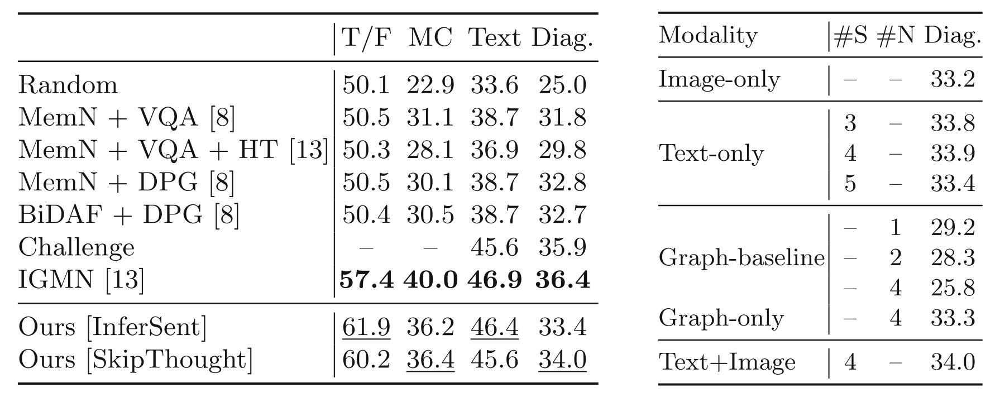 T/F MC Text Diag.
Random 50.1 22.9 33.6 25.0
MemN + VQA [8] 50.5 31.1 38.7 31.8
MemN + VQA + HT [13] 50.3 28.1 36.9 29.8
MemN + DPG [8] 50.5 30.1 38.7 32.8
BiDAF + DPG [8] 50.4 30.5 38.7 32.7
Challenge – – 45.6 35.9
IGMN [13] 57.4 40.0 46.9 36.4
Ours [InferSent] 61.9 36.2 46.4 33.4
Ours [SkipThought] 60.2 36.4 45.6 34.0
Modality #S #N Diag.
Image-only – – 33.2
3 – 33.8
Text-only 4 – 33.9
5 – 33.4
– 1 29.2
Graph-baseline – 2 28.3
– 4 25.8
Graph-only – 4 33.3
Text+Image 4 – 34.0